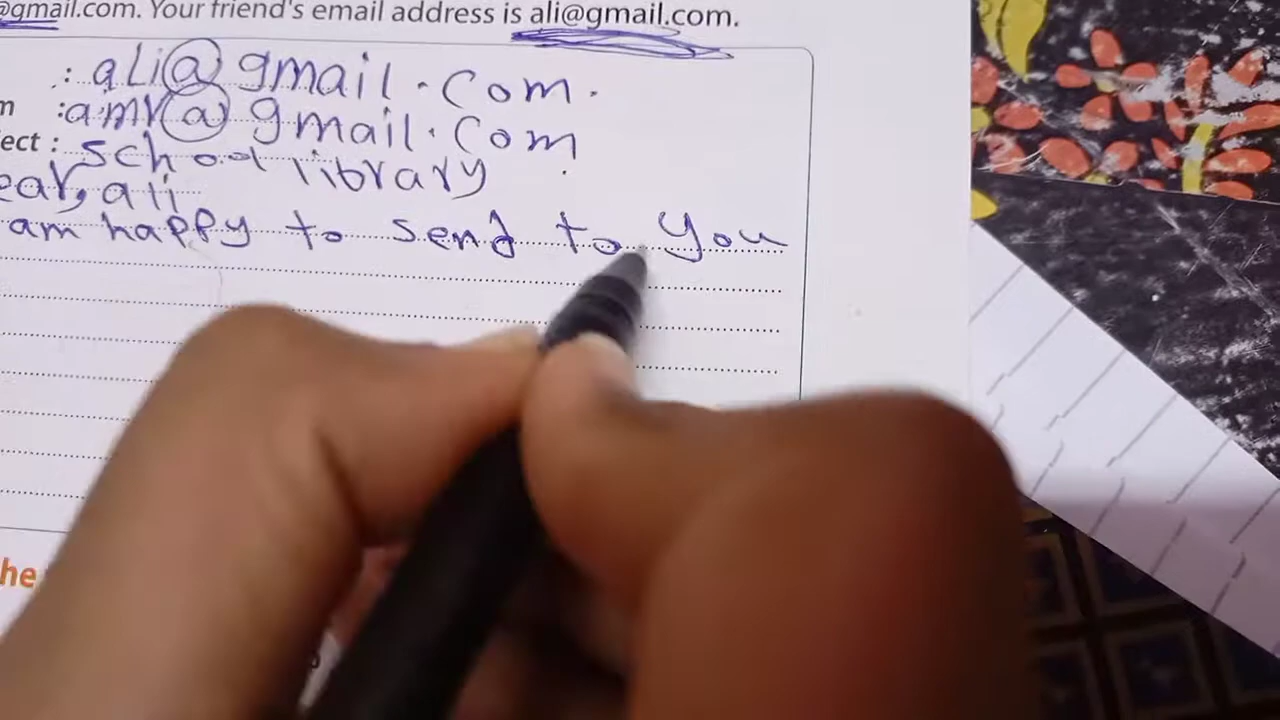 @gmail.com. Your friend's email address is ali@gmail.com.
: ali@gmail.com.
m :amr@gmail.com
ect : school library
ear, ali
am happy to send to you
he